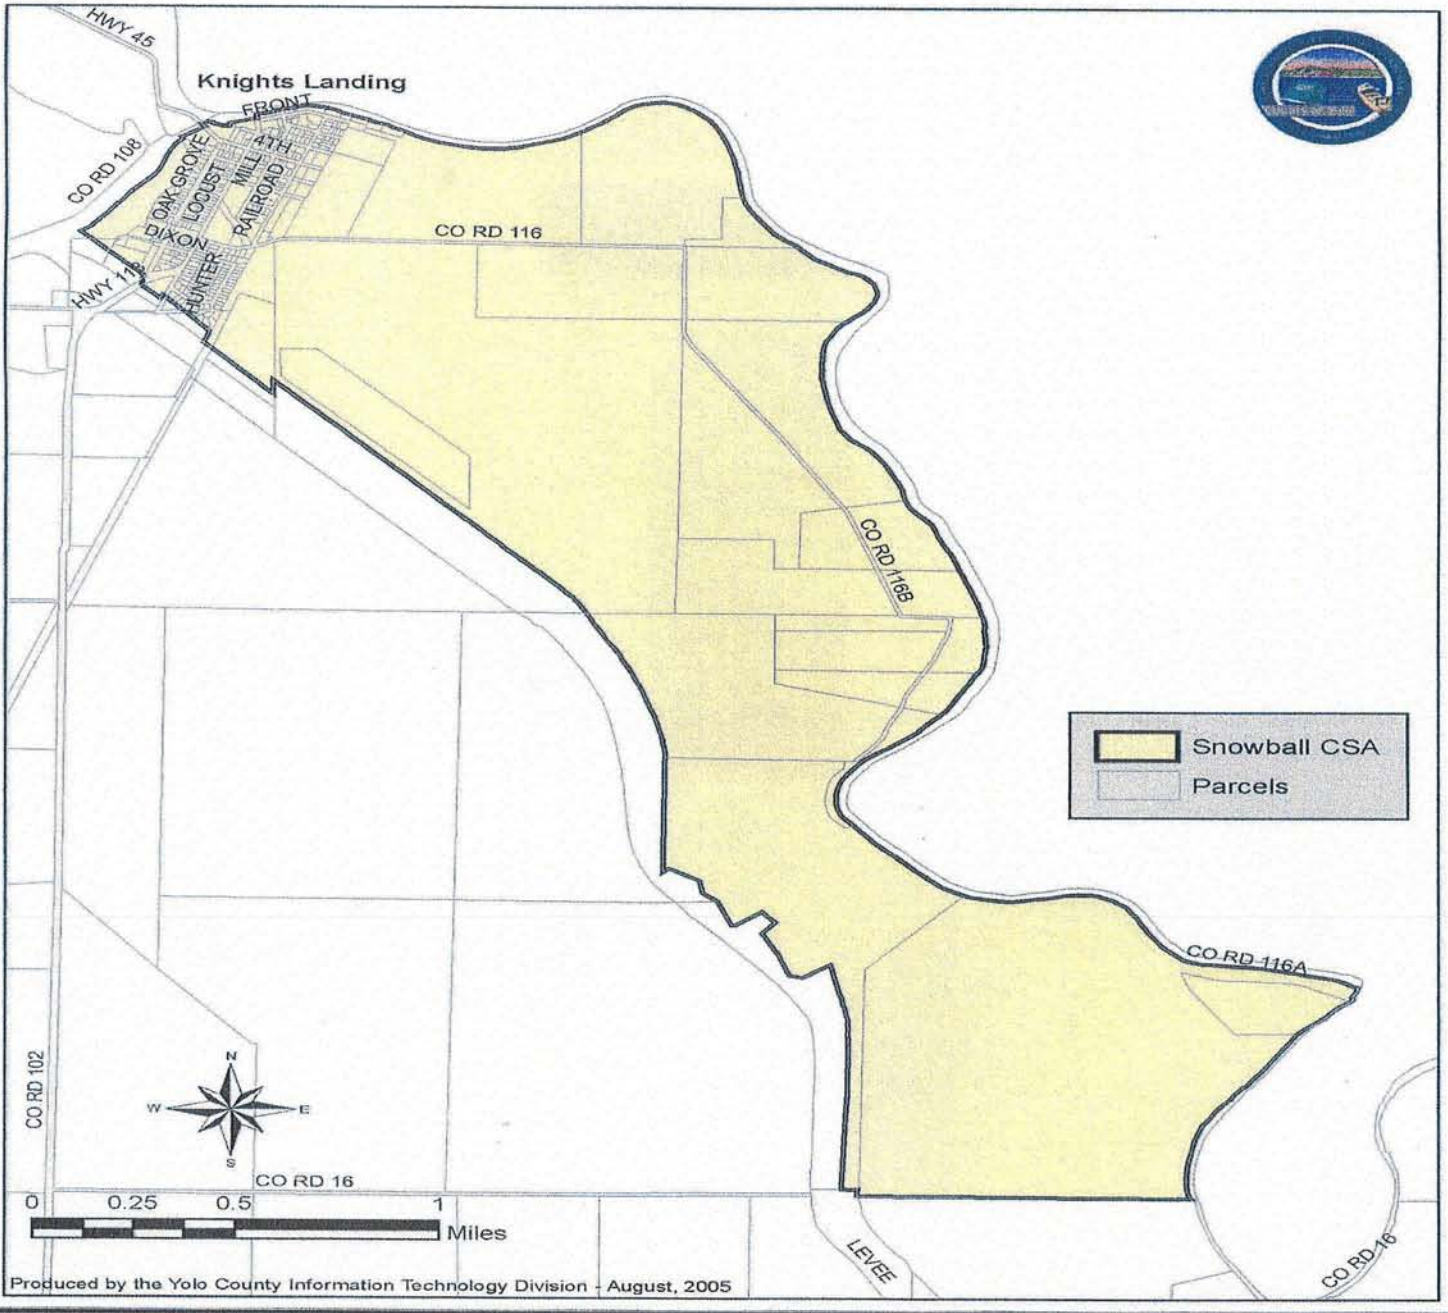 HWY 45
Knights Landing
FRONT
4TH
CO RD 108
OAK GROVE
LOCUST
MILL
RAILROAD
DIXON
HUNTER
CO RD 116
CO RD 116B
Snowball CSA
Parcels
CO RD 116A
CO RD 102
N
W
E
S
CO RD 16
0 0.25 0.5 1
Miles
LEVEE
CO RD 16
Produced by the Yolo County Information Technology Division - August, 2005